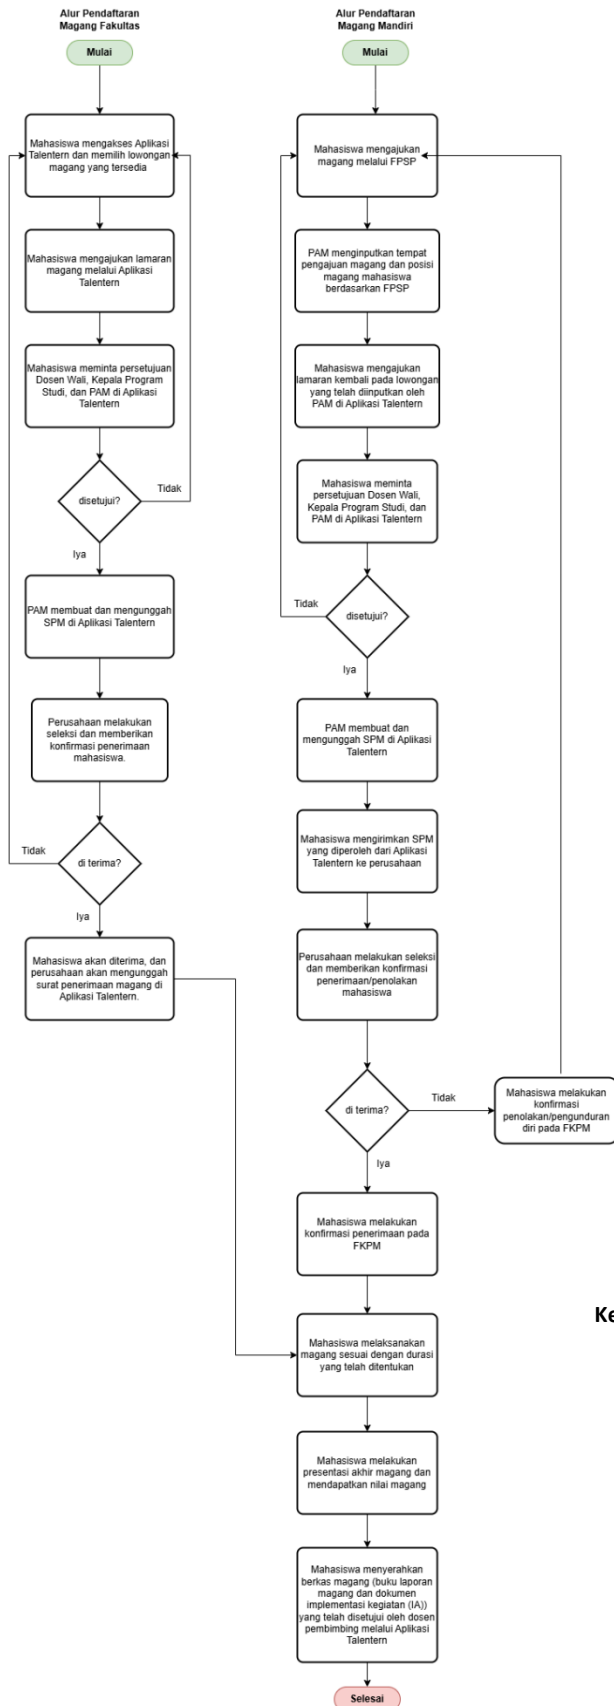 Alur Pendaftaran
Magang Fakultas
Mulai
Mahasiswa mengakses Aplikasi
Talentern dan memilih lowongan
magang yang tersedia
Mahasiswa mengajukan lamaran
magang melalui Aplikasi
Talentern
Mahasiswa meminta persetujuan
Dosen Wali, Kepala Program
Studi, dan PAM di Aplikasi
Talentern
disetujui?
Tidak
Iya
PAM membuat dan mengunggah
SPM di Aplikasi Talentern
Perusahaan melakukan
seleksi dan memberikan
konfirmasi penerimaan
mahasiswa.
di terima?
Tidak
Iya
Mahasiswa akan diterima, dan
perusahaan akan mengunggah
surat penerimaan magang di
Aplikasi Talentern.
Alur Pendaftaran
Magang Mandiri
Mulai
Mahasiswa mengajukan
magang melalui FPSP
PAM menginputkan tempat
pengajuan magang dan posisi
magang mahasiswa
berdasarkan FPSP
Mahasiswa mengajukan
lamaran kembali pada lowongan
yang telah diinputkan oleh
PAM di Aplikasi Talentern
Mahasiswa meminta
persetujuan Dosen Wali,
Kepala Program Studi, dan
PAM di Aplikasi Talentern
disetujui?
Tidak
Iya
PAM membuat dan
mengunggah SPM di Aplikasi
Talentern
Mahasiswa mengirimkan SPM
yang diperoleh dari Aplikasi
Talentern ke perusahaan
Perusahaan melakukan seleksi
dan memberikan konfirmasi
penerimaan/penolakan
mahasiswa
di terima?
Tidak
Mahasiswa melakukan
konfirmasi
penolakan/pengunduran
diri pada FKPM
Iya
Mahasiswa melakukan
konfirmasi penerimaan pada
FKPM
Ke
Mahasiswa melaksanakan
magang sesuai dengan durasi
yang telah ditentukan
Mahasiswa melakukan
presentasi akhir magang dan
mendapatkan nilai magang
Mahasiswa menyerahkan
berkas magang (buku laporan
magang dan dokumen
implementasi kegiatan (IA))
yang telah disetujui oleh dosen
pembimbing melalui Aplikasi
Talentern
Selesai